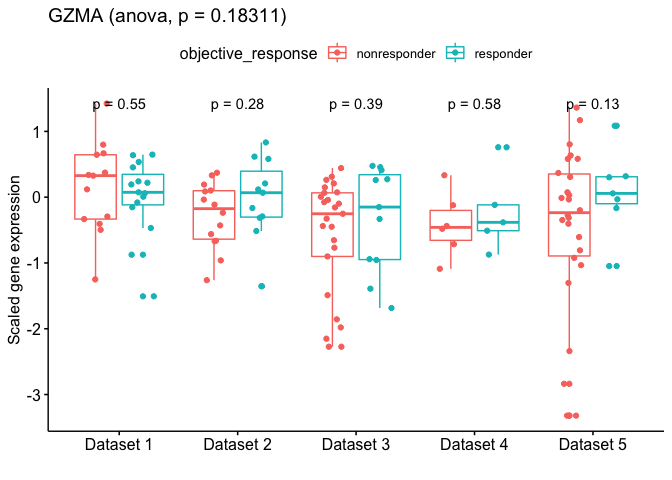 GZMA (anova, p = 0.18311)
objective_response nonresponder responder
Scaled gene expression
p = 0.55 p = 0.28 p = 0.39 p = 0.58 p = 0.13
1
0
-1
-2
-3
Dataset 1 Dataset 2 Dataset 3 Dataset 4 Dataset 5